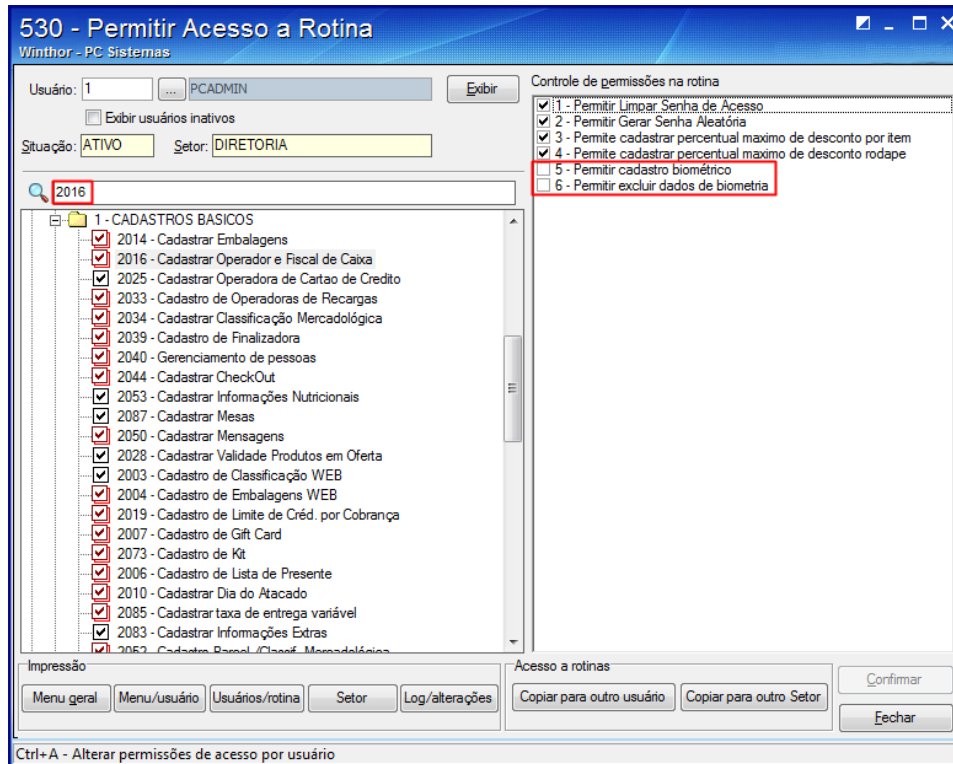 530 - Permitir Acesso a Rotina
Winthor - PC Sistemas
Usuário: 1 ... PCADMIN Exibir
Exibir usuários inativos
Situação: ATIVO Setor: DIRETORIA
2016
1 - CADASTROS BASICOS
2014 - Cadastrar Embalagens
2016 - Cadastrar Operador e Fiscal de Caixa
2025 - Cadastrar Operadora de Cartao de Credito
2033 - Cadastro de Operadoras de Recargas
2034 - Cadastrar Classificação Mercadológica
2039 - Cadastro de Finalizadora
2040 - Gerenciamento de pessoas
2044 - Cadastrar CheckOut
2053 - Cadastrar Informações Nutricionais
2087 - Cadastrar Mesas
2050 - Cadastrar Mensagens
2028 - Cadastrar Validade Produtos em Oferta
2003 - Cadastro de Classificação WEB
2004 - Cadastro de Embalagens WEB
2019 - Cadastro de Limite de Créd. por Cobrança
2007 - Cadastro de Gift Card
2073 - Cadastro de Kit
2006 - Cadastro de Lista de Presente
2010 - Cadastrar Dia do Atacado
2085 - Cadastrar taxa de entrega variável
2083 - Cadastrar Informações Extras
2052 - Cadastro Parcel./Classif. Mercadológica
Controle de permissões na rotina
1 - Permitir Limpar Senha de Acesso
2 - Permitir Gerar Senha Aleatória
3 - Permite cadastrar percentual maximo de desconto por item
4 - Permite cadastrar percentual maximo de desconto rodape
5 - Permitir cadastro biométrico
6 - Permitir excluir dados de biometria
Impressão
Menu geral Menu/usuário Usuários/rotina Setor Log/alterações
Acesso a rotinas
Copiar para outro usuário Copiar para outro Setor
Confirmar
Fechar
Ctrl+A - Alterar permissões de acesso por usuário